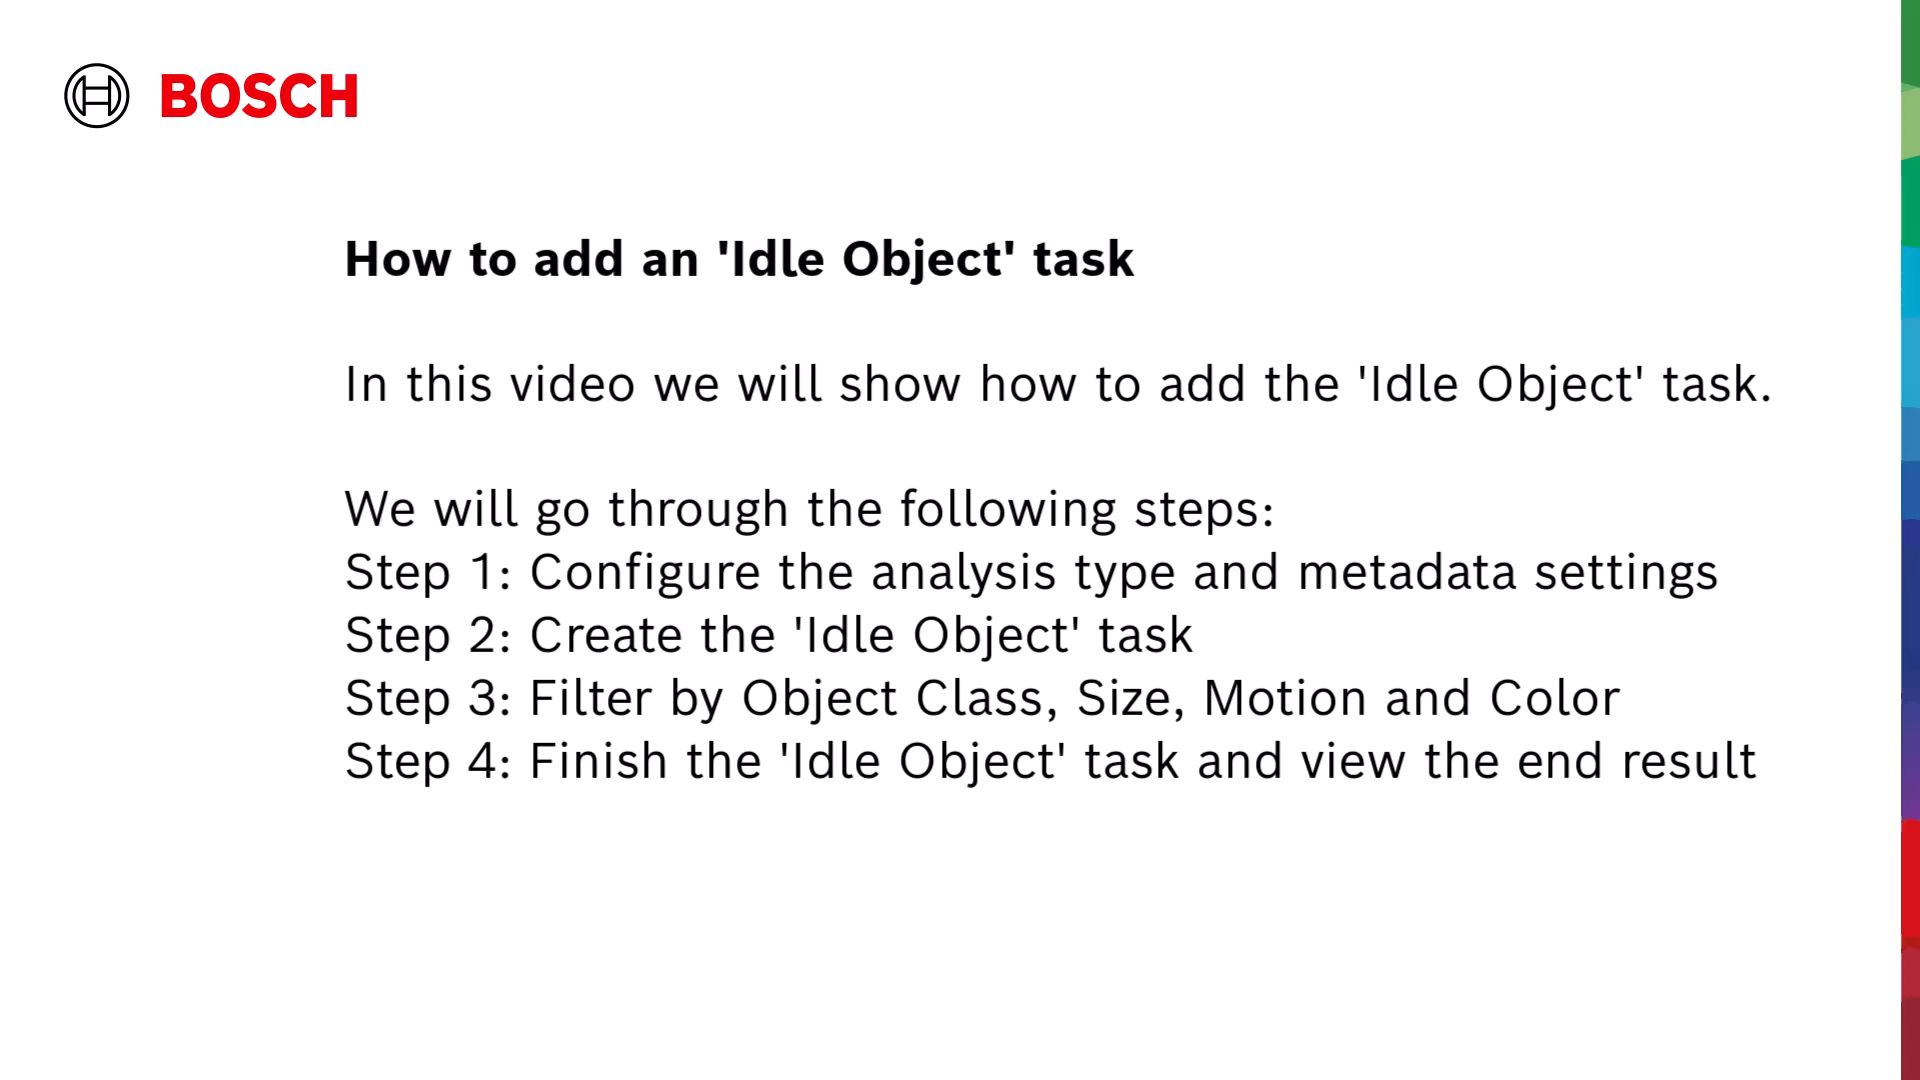 BOSCH
How to add an 'Idle Object' task
In this video we will show how to add the 'Idle Object' task.
We will go through the following steps:
Step 1: Configure the analysis type and metadata settings
Step 2: Create the 'Idle Object' task
Step 3: Filter by Object Class, Size, Motion and Color
Step 4: Finish the 'Idle Object' task and view the end result